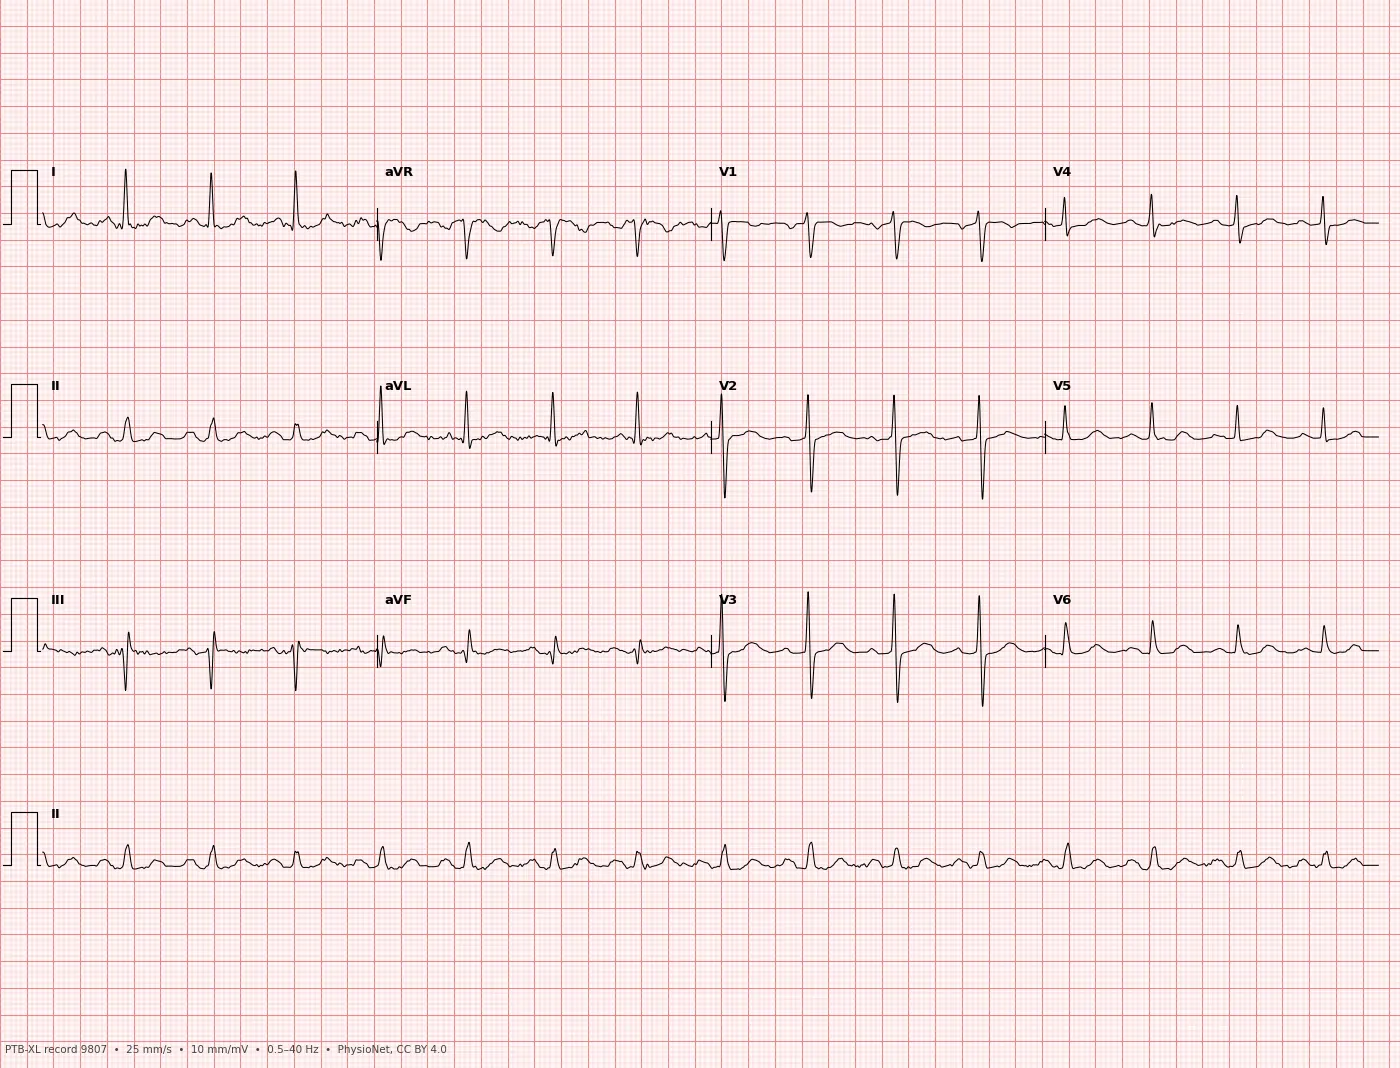 I aVR V1 V4
II aVL V2 V5
III aVF V3 V6
II
PTB-XL record 9807 • 25 mm/s • 10 mm/mV • 0.5–40 Hz • PhysioNet, CC BY 4.0